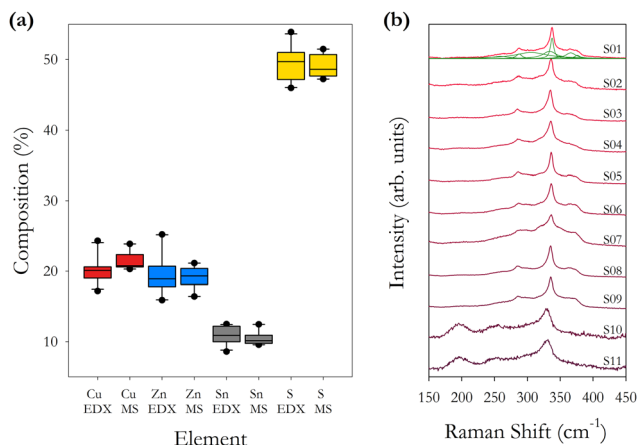 (a)
Composition (%)
50
40
30
20
10
Cu Cu Zn Zn Sn Sn S S
EDX MS EDX MS EDX MS EDX MS
Element
(b)
Intensity (arb. units)
S01
S02
S03
S04
S05
S06
S07
S08
S09
S10
S11
150 200 250 300 350 400 450
Raman Shift (cm⁻¹)